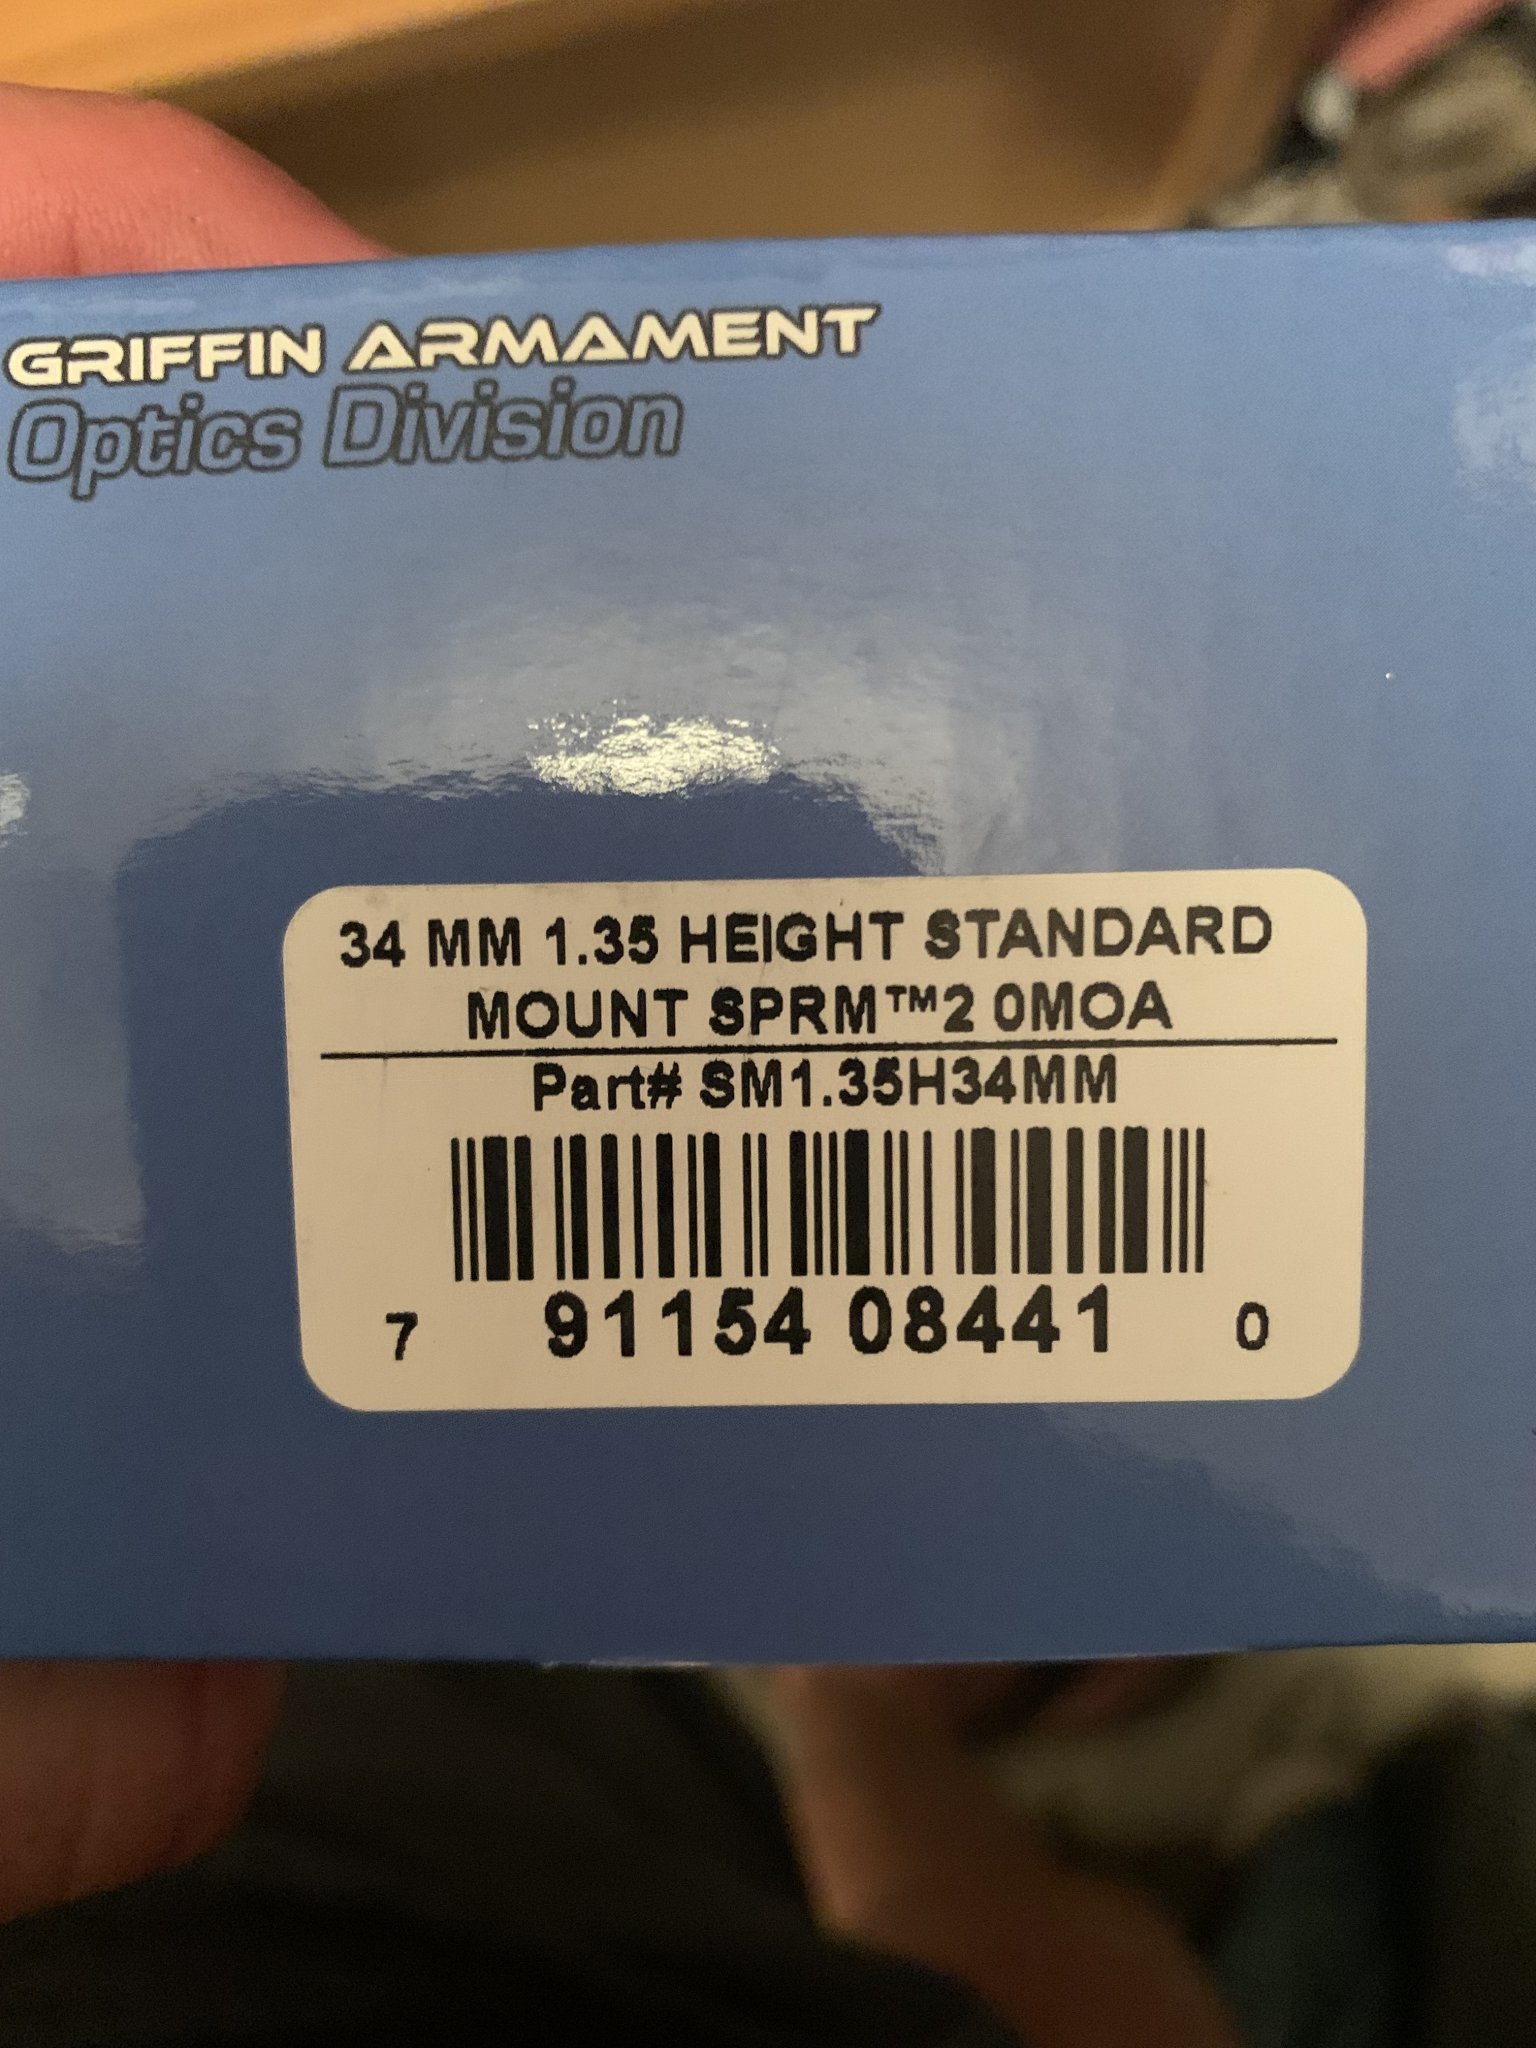 GRIFFIN ARMAMENT
Optics Division
34 MM 1.35 HEIGHT STANDARD
MOUNT SPRM™2 0MOA
Part# SM1.35H34MM
7 91154 08441 0